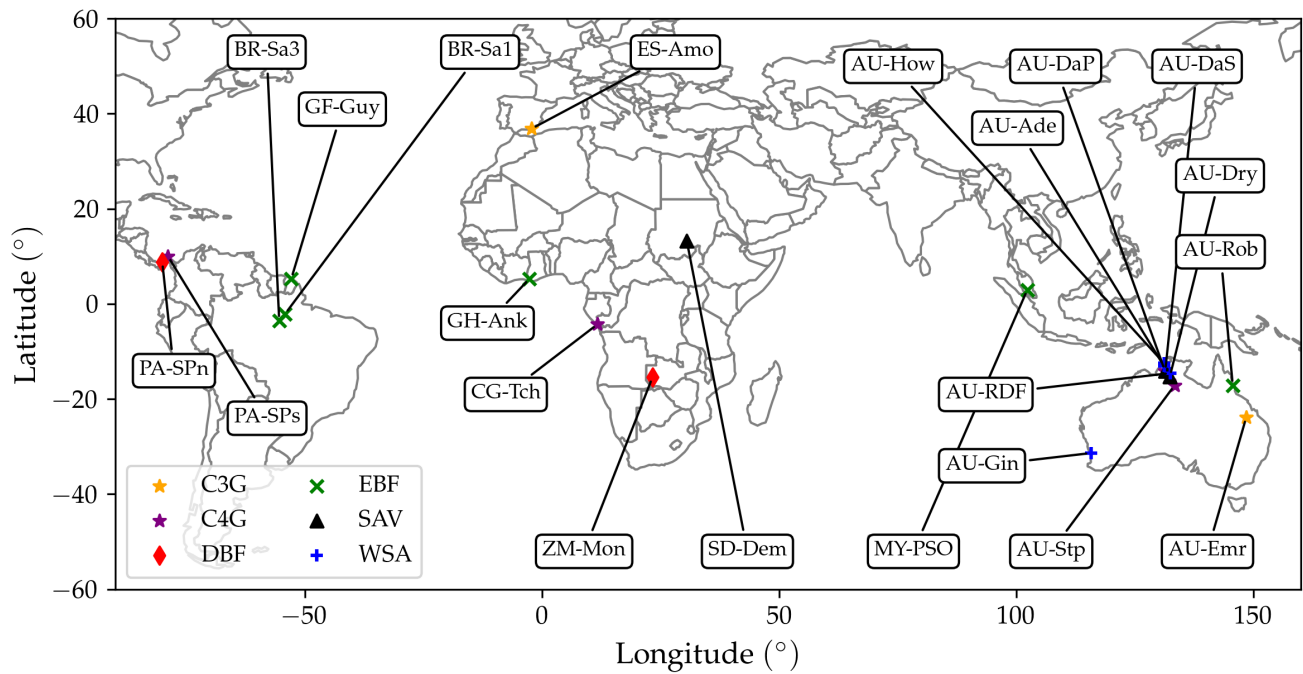 60
40
20
0
−20
−40
−60
Latitude (°)
BR-Sa3
BR-Sa1
ES-Amo
AU-How
AU-DaP
AU-DaS
GF-Guy
AU-Ade
AU-Dry
AU-Rob
GH-Ank
PA-SPn
CG-Tch
AU-RDF
PA-SPs
AU-Gin
C3G
EBF
C4G
SAV
DBF
WSA
ZM-Mon
SD-Dem
MY-PSO
AU-Stp
AU-Emr
−50
0
50
100
150
Longitude (°)